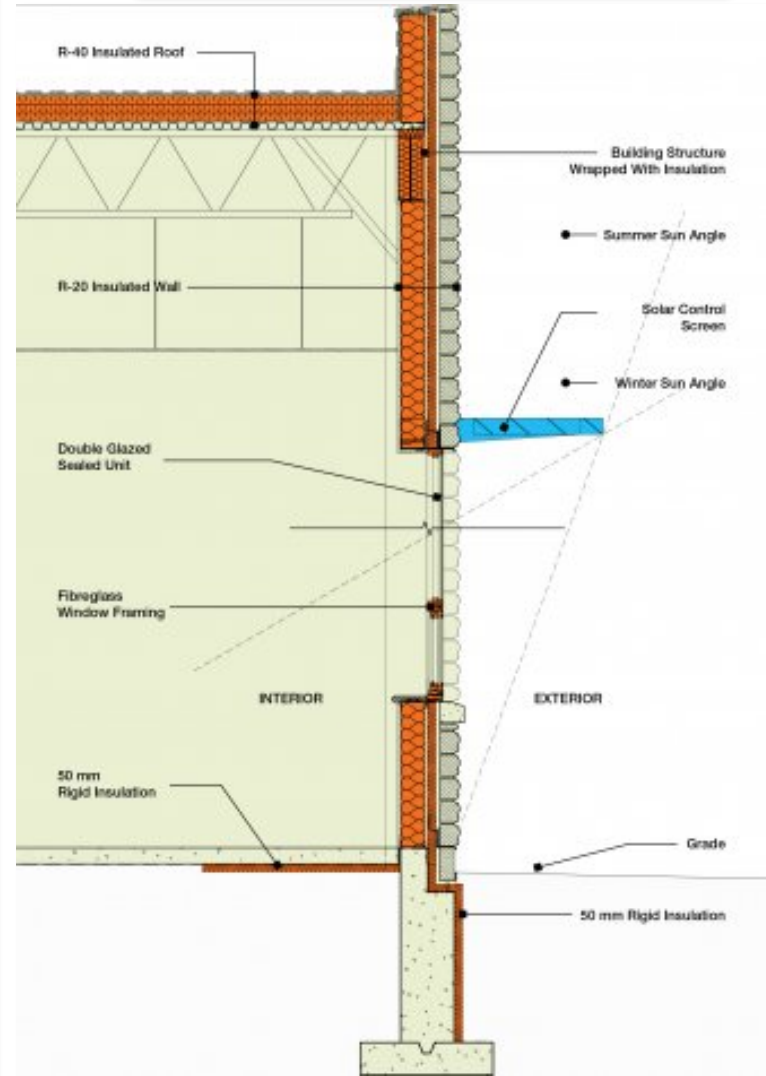 R-40 Insulated Roof
Building Structure
Wrapped With Insulation
Summer Sun Angle
R-20 Insulated Wall
Solar Control
Screen
Winter Sun Angle
Double Glazed
Sealed Unit
Fibreglass
Window Framing
INTERIOR
EXTERIOR
50 mm
Rigid Insulation
Grade
50 mm Rigid Insulation